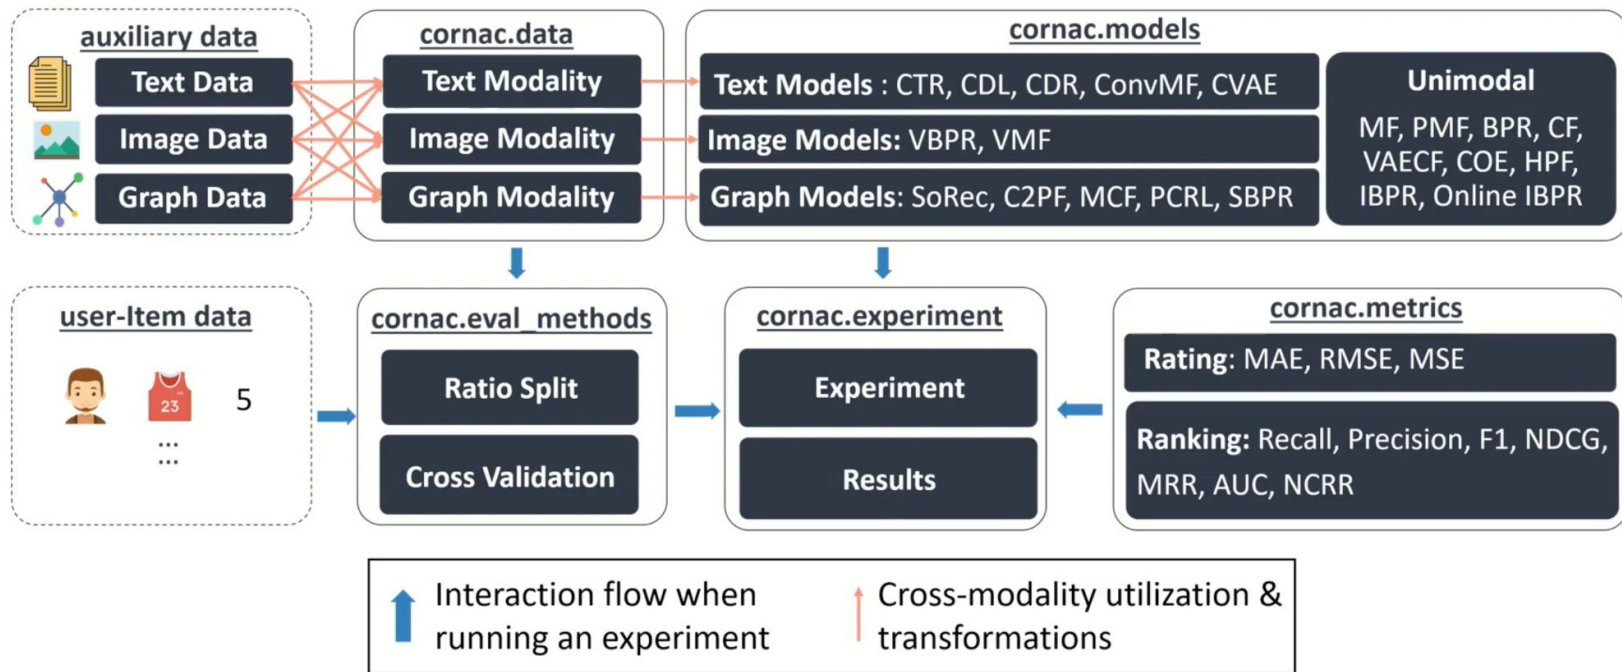 auxiliary data
Text Data
Image Data
Graph Data
cornac.data
Text Modality
Image Modality
Graph Modality
cornac.models
Text Models : CTR, CDL, CDR, ConvMF, CVAE
Image Models: VBPR, VMF
Graph Models: SoRec, C2PF, MCF, PCRL, SBPR
Unimodal
MF, PMF, BPR, CF,
VAECF, COE, HPF,
IBPR, Online IBPR
user-Item data
23
5
...
...
cornac.eval_methods
Ratio Split
Cross Validation
cornac.experiment
Experiment
Results
cornac.metrics
Rating: MAE, RMSE, MSE
Ranking: Recall, Precision, F1, NDCG,
MRR, AUC, NCRR
Interaction flow when
running an experiment
Cross-modality utilization &
transformations